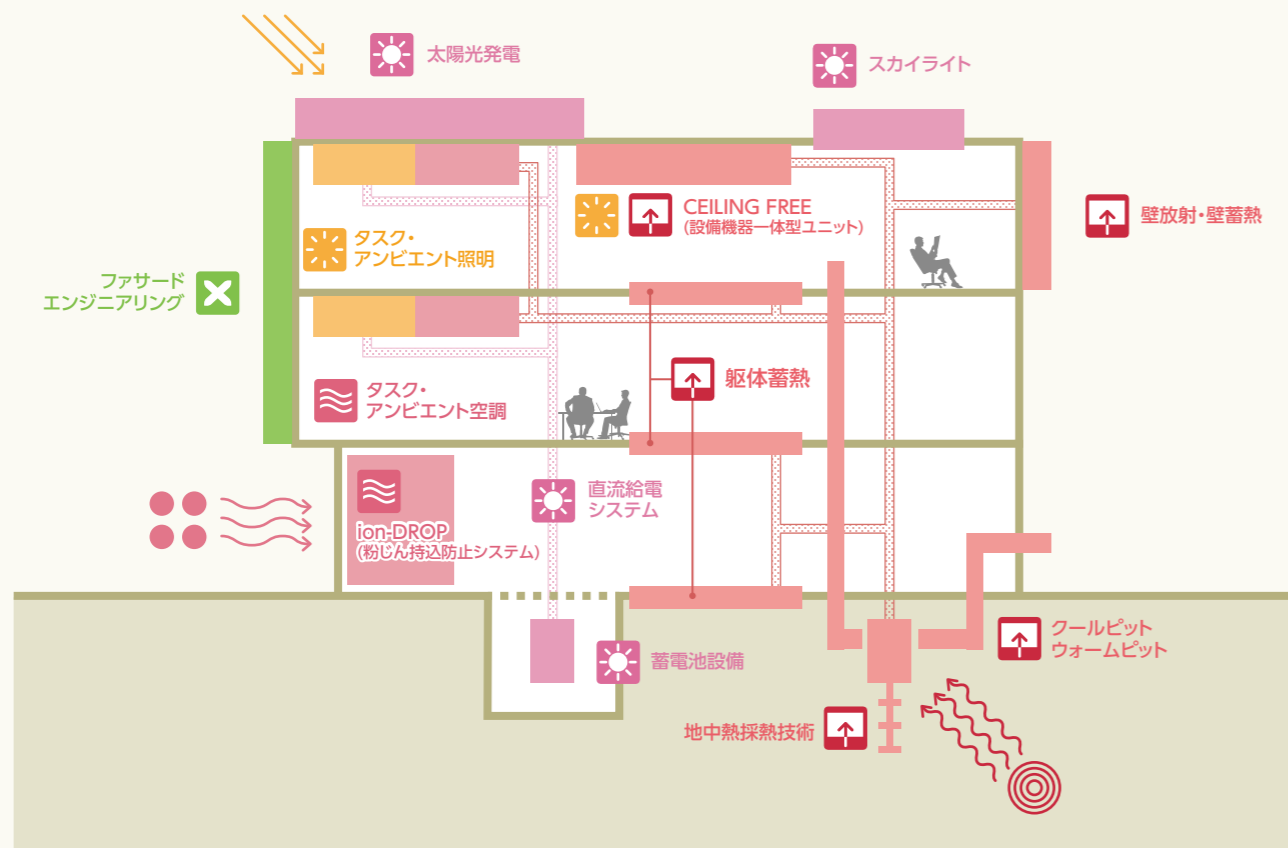 太陽光発電
スカイライト
CEILING FREE
(設備機器一体型ユニット)
壁放射・壁蓄熱
タスク・
アンビエント照明
ファサード
エンジニアリング
躯体蓄熱
タスク・
アンビエント空調
直流給電
システム
ion-DROP
(粉じん持込防止システム)
クールピット
ウォームピット
蓄電池設備
地中熱採熱技術